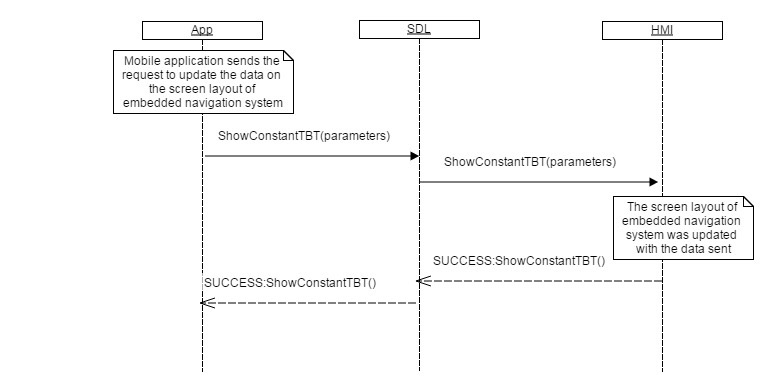 App
SDL
HMI
Mobile application sends the
request to update the data on
the screen layout of
embedded navigation system
ShowConstantTBT(parameters)
ShowConstantTBT(parameters)
The screen layout of
embedded navigation
system was updated
with the data sent
SUCCESS:ShowConstantTBT()
SUCCESS:ShowConstantTBT()